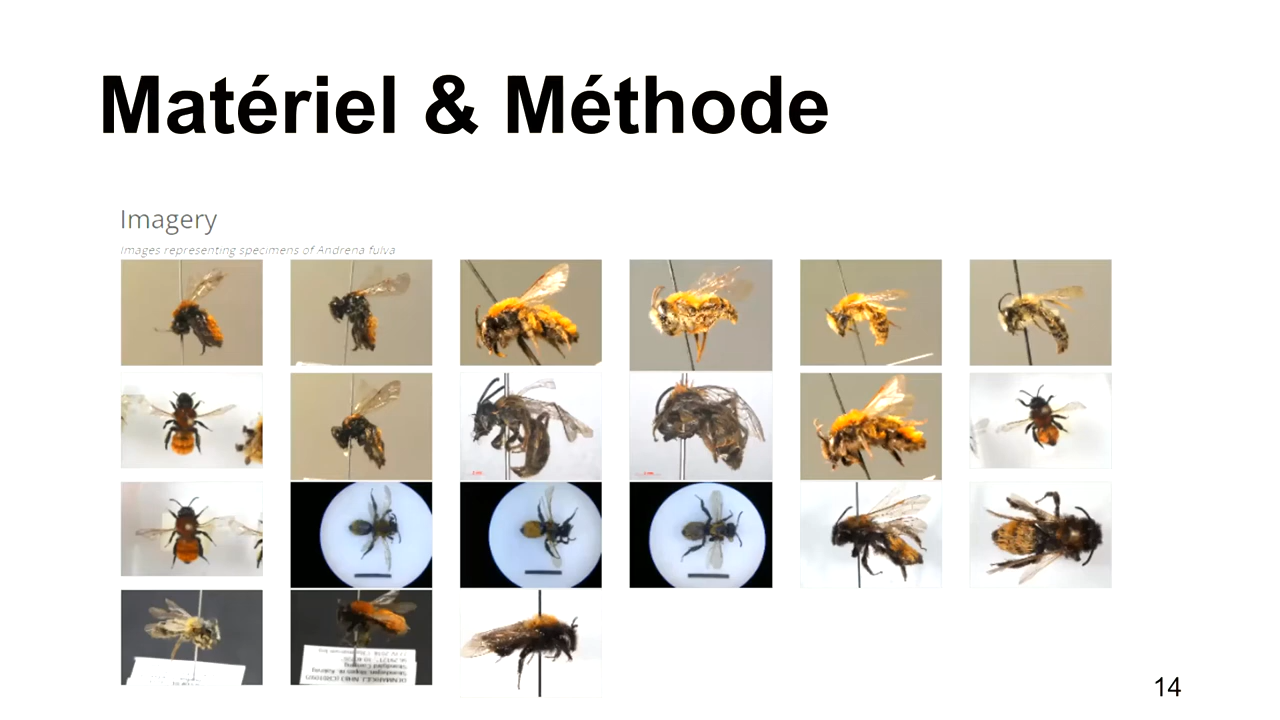 Matériel & Méthode
Imagery
Images representing specimens of Andrena fulva
14